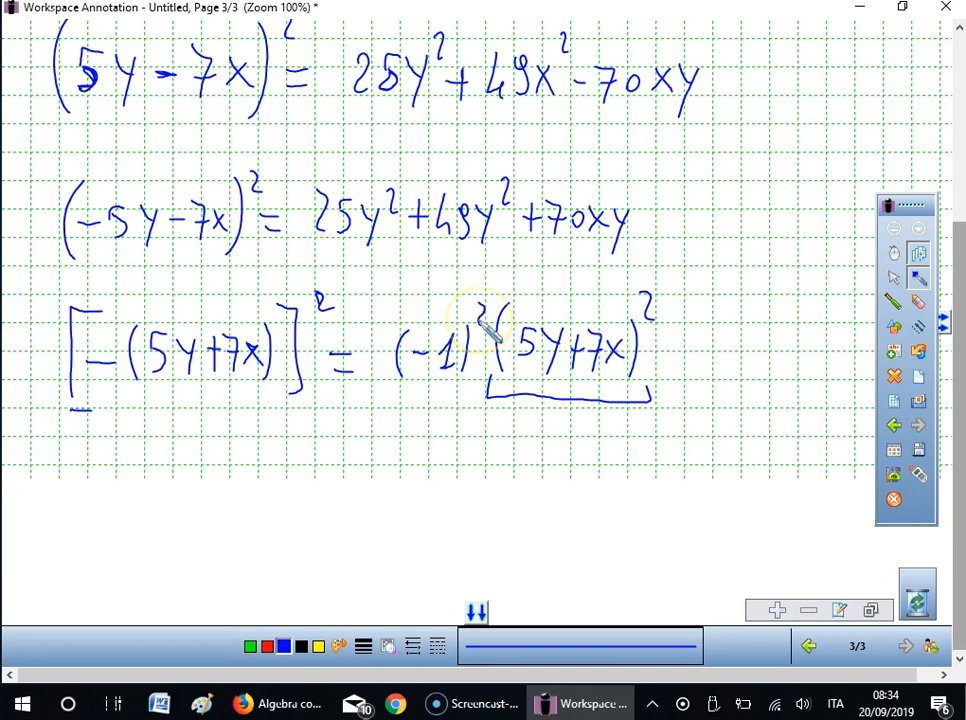 Workspace Annotation - Untitled, Page 3/3 (Zoom 100%) *
(5y - 7x)² = 25y² + 49x² - 70xy
(-5y - 7x)² = 25y² + 49y² + 70xy
[-(5y+7x)]² = (-1)²(5y+7x)²
3/3
10
Algebra co...
Screencast-...
Workspace ...
ITA
08:34
20/09/2019
6